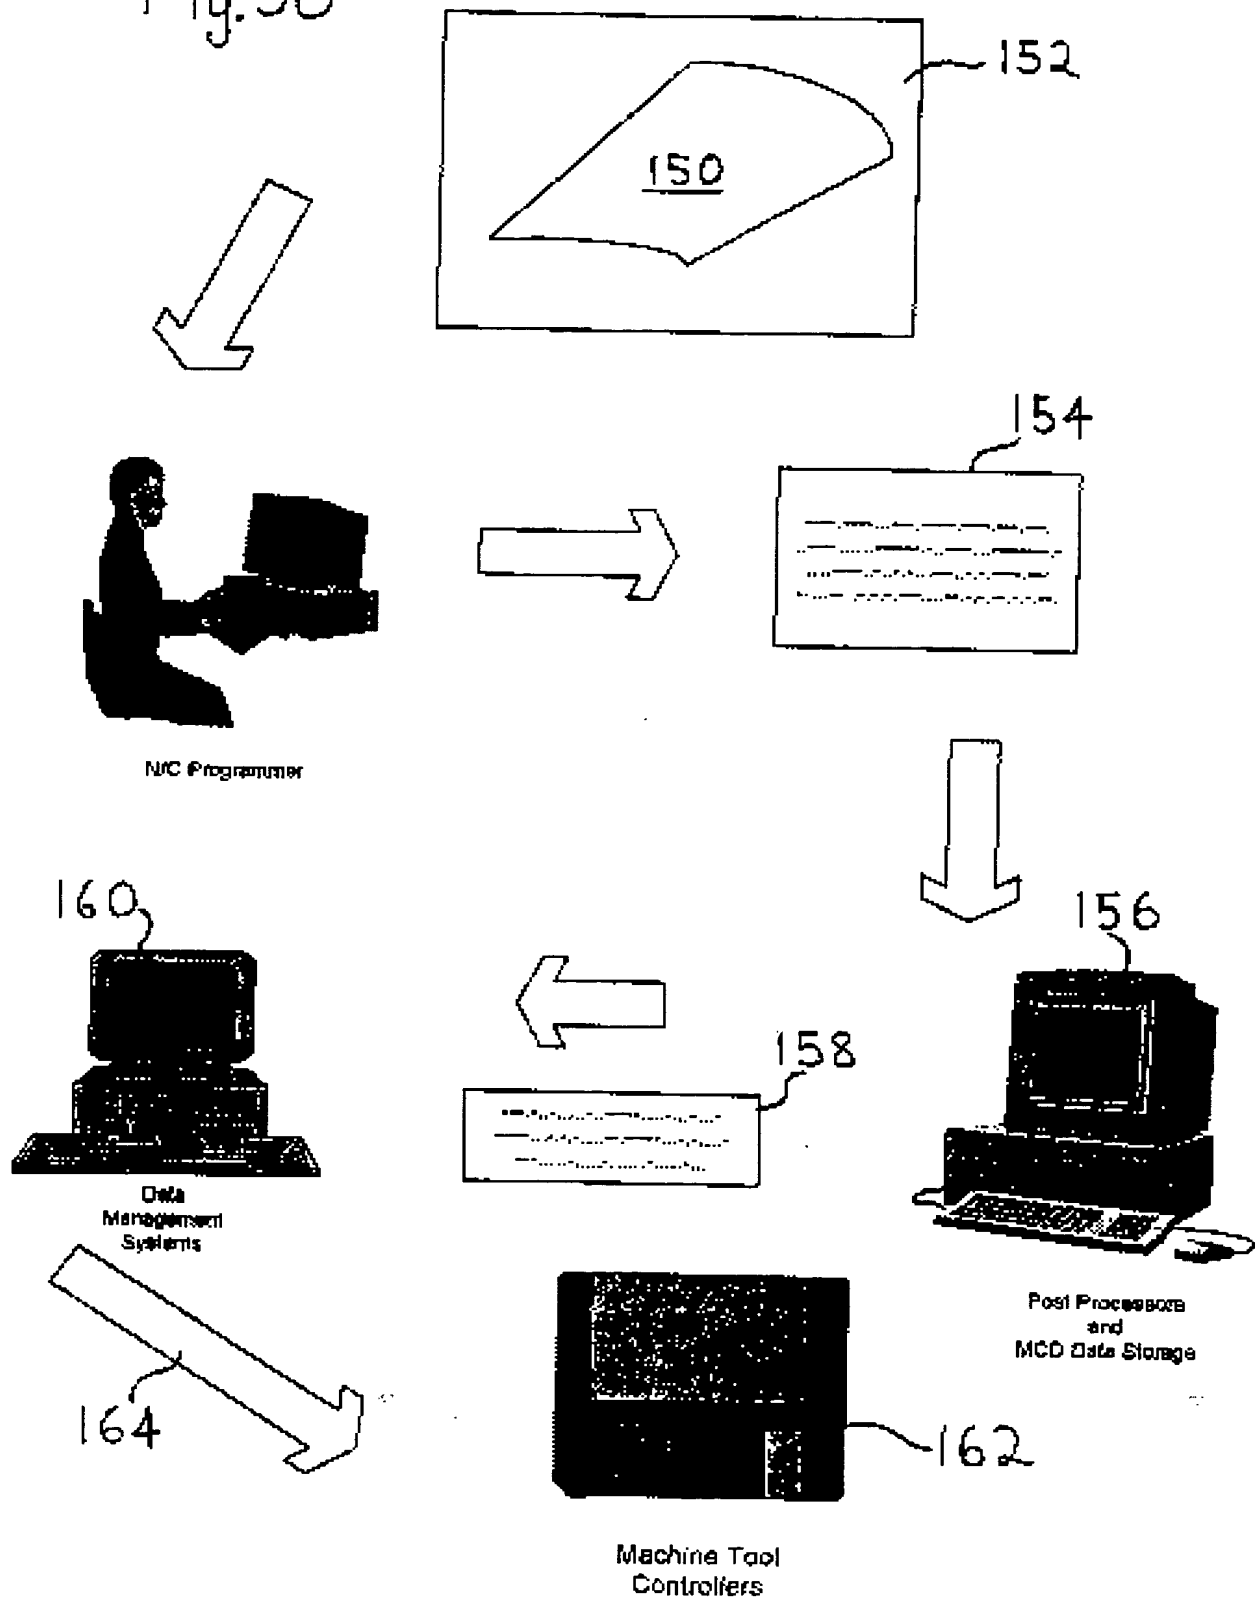 152
150
154
N/C Programmer
160
156
158
Data
Management
Systems
Post Processors
and
MCD Data Storage
164
162
Machine Tool
Controllers